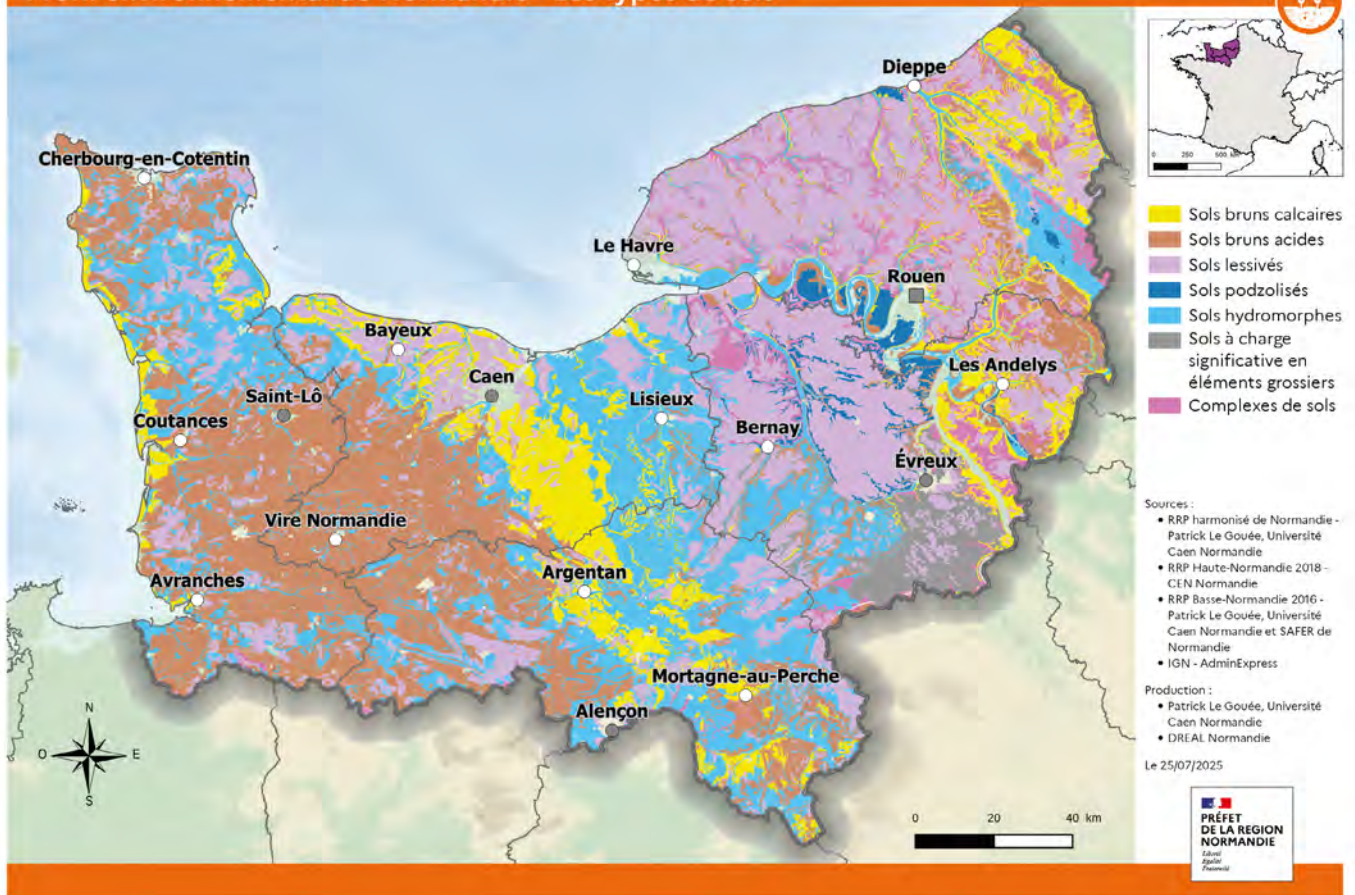 Dieppe
Cherbourg-en-Cotentin
Le Havre
Rouen
Bayeux
Caen
Les Andelys
Saint-Lô
Lisieux
Coutances
Bernay
Évreux
Vire Normandie
Argentan
Avranches
Mortagne-au-Perche
Alençon
N
O
E
S
0 20 40 km
0 250 500 km
Sols bruns calcaires
Sols bruns acides
Sols lessivés
Sols podzolisés
Sols hydromorphes
Sols à charge
significative en
éléments grossiers
Complexes de sols
Sources :
• RRP harmonisé de Normandie -
Patrick Le Gouée, Université
Caen Normandie
• RRP Haute-Normandie 2018 -
CEN Normandie
• RRP Basse-Normandie 2016 -
Patrick Le Gouée, Université
Caen Normandie et SAFER de
Normandie
• IGN - AdminExpress
Production :
• Patrick Le Gouée, Université
Caen Normandie
• DREAL Normandie
Le 25/07/2025
PRÉFET
DE LA REGION
NORMANDIE
Liberté
Égalité
Fraternité